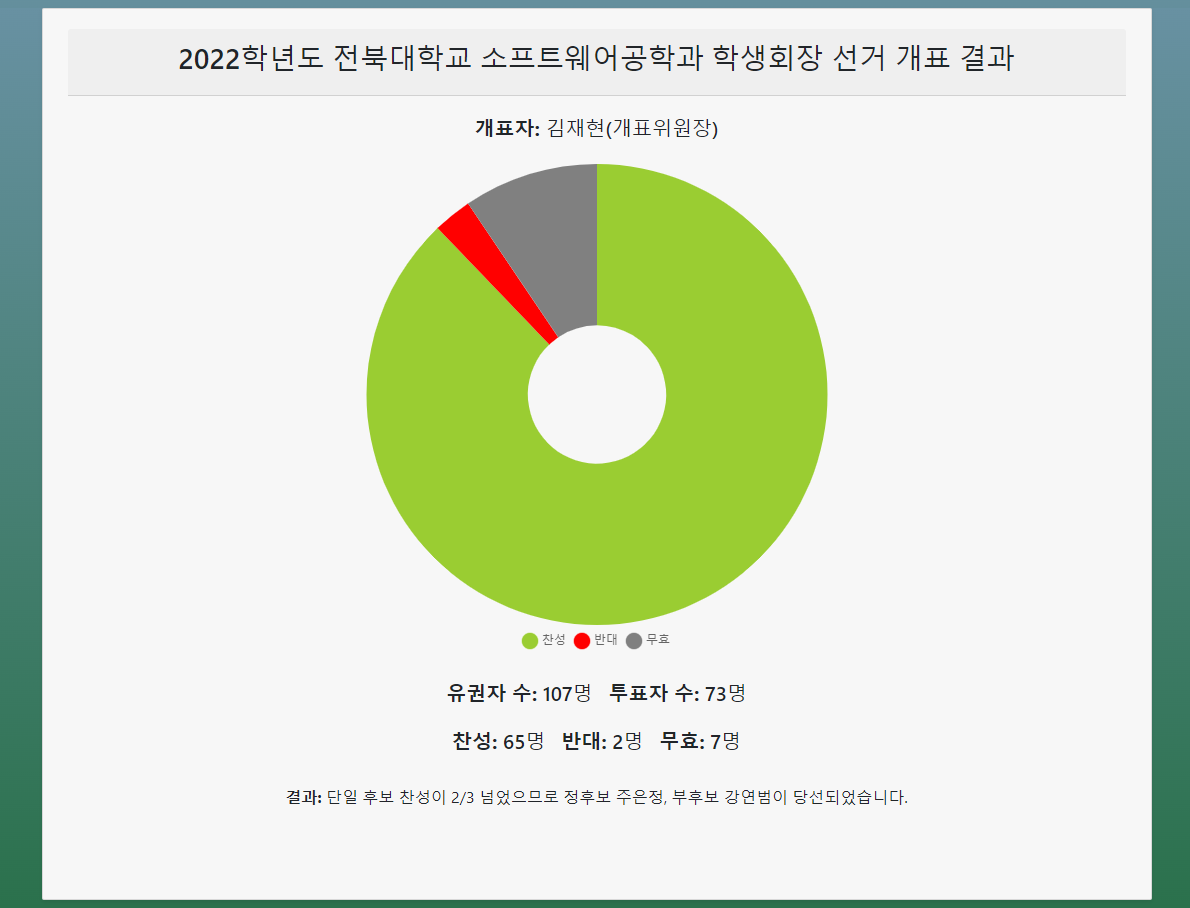 2022학년도 전북대학교 소프트웨어공학과 학생회장 선거 개표 결과
개표자: 김재현(개표위원장)
찬성 반대 무효
유권자 수: 107명 투표자 수: 73명
찬성: 65명 반대: 2명 무효: 7명
결과: 단일 후보 찬성이 2/3 넘었으므로 정후보 주은정, 부후보 강연범이 당선되었습니다.